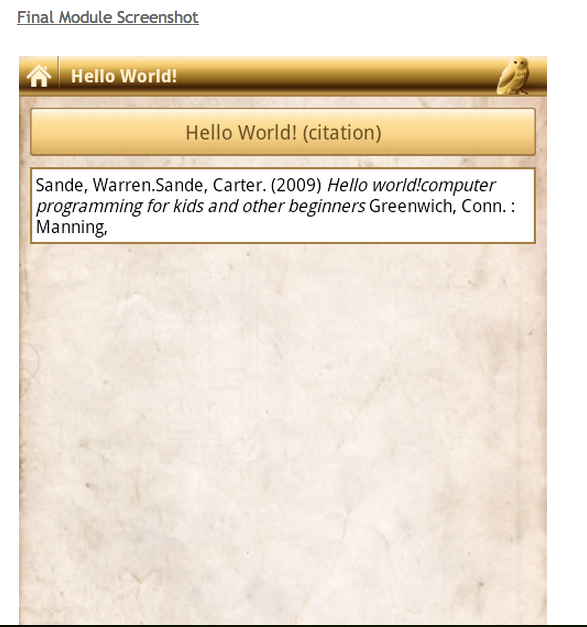 Final Module Screenshot
Hello World!
Hello World! (citation)
Sande, Warren.Sande, Carter. (2009) Hello world!computer
programming for kids and other beginners Greenwich, Conn. :
Manning,